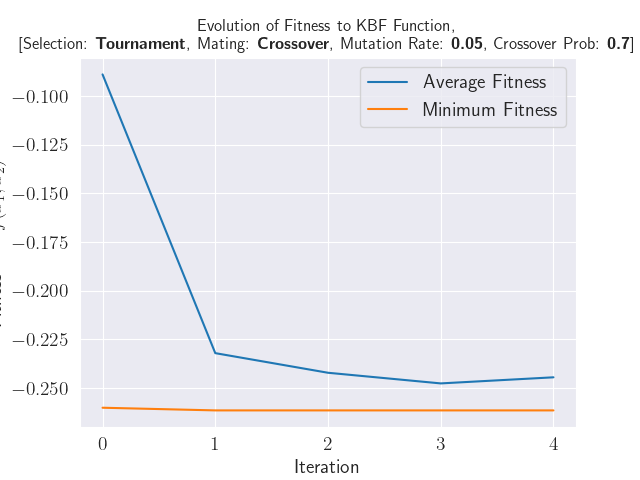 Evolution of Fitness to KBF Function,
[Selection: Tournament, Mating: Crossover, Mutation Rate: 0.05, Crossover Prob: 0.7]
Average Fitness
Minimum Fitness
−0.100
−0.125
−0.150
−0.175
−0.200
−0.225
−0.250
0 1 2 3 4
Iteration